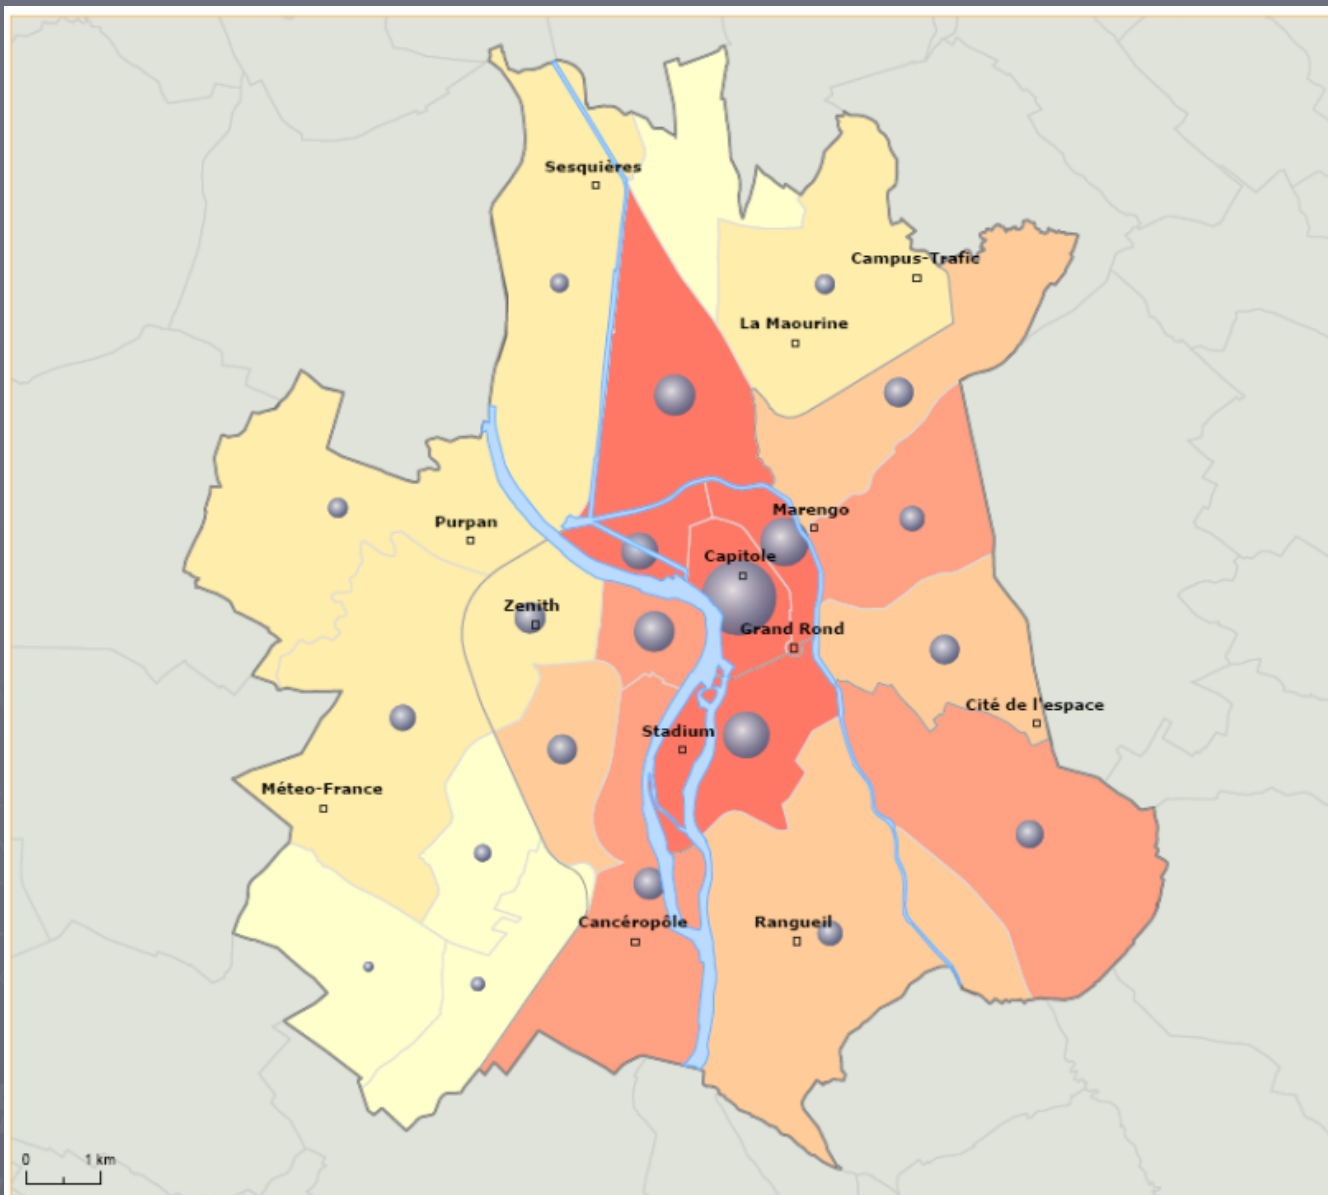 Sesquières
Campus-Trafic
La Maourine
Marengo
Purpan
Capitole
Zenith
Grand Rond
Cité de l'espace
Stadium
Méteo-France
Cancéropôle
Rangueil
0 1 km